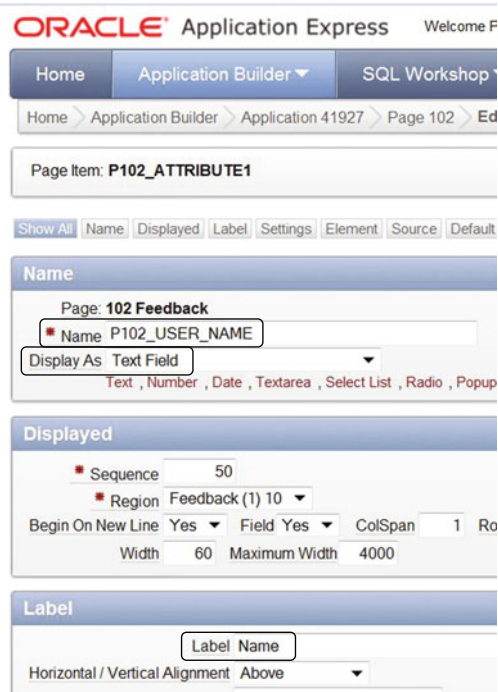 ORACLE Application Express Welcome
Home Application Builder SQL Workshop
Home Application Builder Application 41927 Page 102 Ed
Page Item: P102_ATTRIBUTE1
Show All Name Displayed Label Settings Element Source Default
Name
Page: 102 Feedback
* Name P102_USER_NAME
Display As Text Field
Text , Number , Date , Textarea , Select List , Radio , Popup
Displayed
* Sequence 50
* Region Feedback (1) 10
Begin On New Line Yes Field Yes ColSpan 1 Ro
Width 60 Maximum Width 4000
Label
Label Name
Horizontal / Vertical Alignment Above